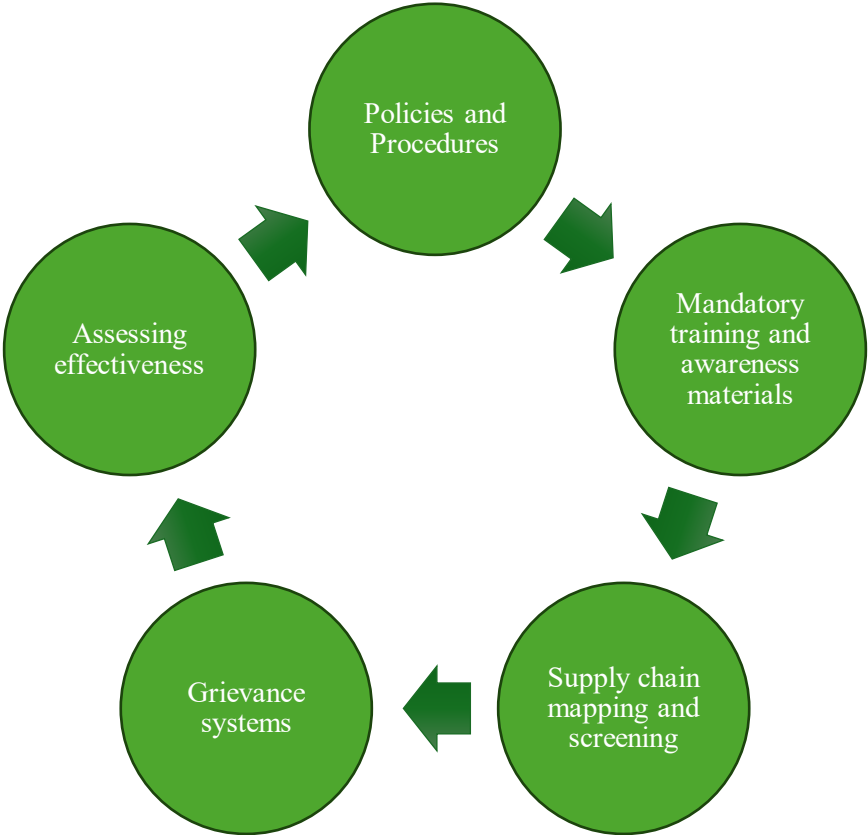 Policies and
Procedures
Mandatory
training and
awareness
materials
Supply chain
mapping and
screening
Grievance
systems
Assessing
effectiveness